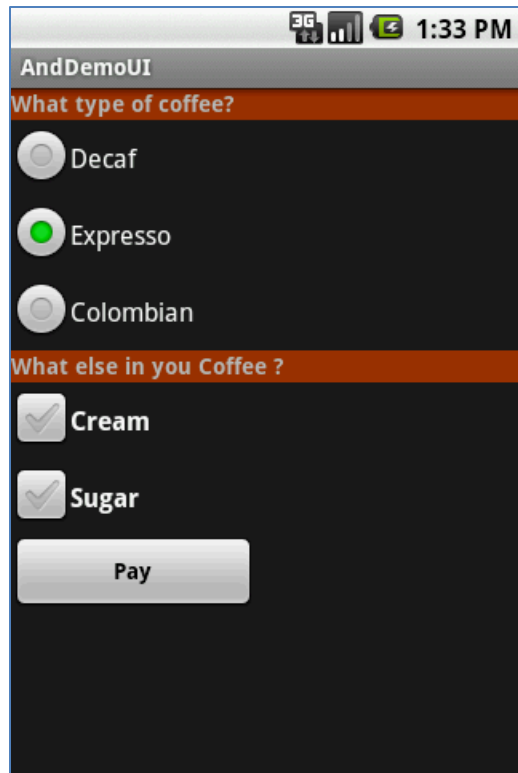 3G 1:33 PM
AndDemoUI
What type of coffee?
Decaf
Expresso
Colombian
What else in you Coffee ?
Cream
Sugar
Pay